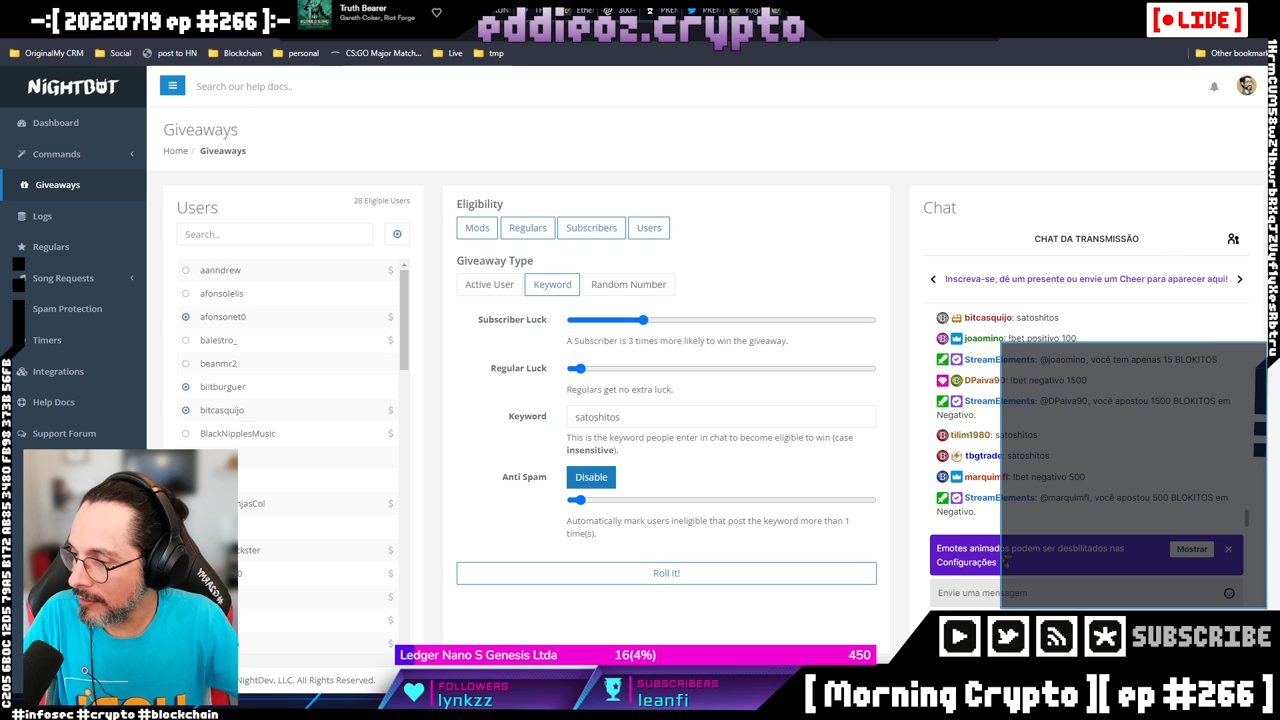 -:[ 20220719 ep #266 ]:-
Truth Bearer
Gareth Coker, Riot Forge
eddieoz.crypto
[ LIVE ]
OriginalMy CRM
Social
post to HN
Blockchain
personal
CS:GO Major Match...
Live
tmp
Other bookmar
NIGHTBOT
Search our help docs..
Dashboard
Commands
Giveaways
Logs
Regulars
Song Requests
Spam Protection
Timers
Integrations
Help Docs
Support Forum
Giveaways
Home / Giveaways
Users
28 Eligible Users
Search..
aanndrew $
afonsolelis
afonsonet0 $
balestro_ $
beanmr2
biitburguer $
bitcasquijo $
BlackNipplesMusic $
njasCol $
ckster $
0 $
$
$
$
NightDev, LLC. All Rights Reserved.
Eligibility
Mods
Regulars
Subscribers
Users
Giveaway Type
Active User
Keyword
Random Number
Subscriber Luck
A Subscriber is 3 times more likely to win the giveaway.
Regular Luck
Regulars get no extra luck.
Keyword
satoshitos
This is the keyword people enter in chat to become eligible to win (case
insensitive).
Anti Spam
Disable
Automatically mark users ineligible that post the keyword more than 1
time(s).
Roll It!
Chat
CHAT DA TRANSMISSÃO
Inscreva-se, dê um presente ou envie um Cheer para aparecer aqui!
bitcasquijo: satoshitos
joaomino: !bet positivo 100
StreamElements: @joaomino, você tem apenas 15 BLOKITOS
DPaiva90: !bet negativo 1500
StreamElements: @DPaiva90, você apostou 1500 BLOKITOS em
Negativo.
tilim1980: satoshitos
tbgtrade: satoshitos
marquimfl: !bet negativo 500
StreamElements: @marquimfl, você apostou 500 BLOKITOS em
Negativo.
Emotes animados podem ser desbilitados nas
Configurações
Mostrar
Envie uma mensagem
Ledger Nano S Genesis Ltda 16(4%) 450
FOLLOWERS
lynkzz
SUBSCRIBERS
leanfi
SUBSCRIBE
[ Morning Crypto ][ ep #266 ]
#infosec #crypto #blockchain